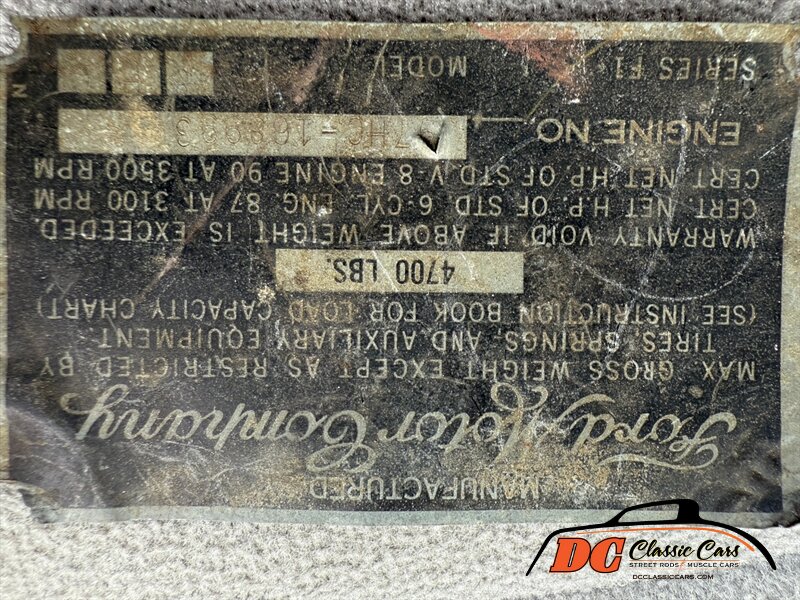 MANUFACTURED
Ford Motor Company
MAX. GROSS WEIGHT EXCEPT AS RESTRICTED BY
TIRES, SPRINGS, AND AUXILIARY EQUIPMENT.
(SEE INSTRUCTION BOOK FOR LOAD CAPACITY CHART)
4700 LBS.
WARRANTY VOID IF ABOVE WEIGHT IS EXCEEDED.
CERT. NET H.P. OF STD. 6-CYL. ENG. 87 AT 3100 RPM
CERT. NET H.P. OF STD. V-8 ENGINE 90 AT 3500 RPM
ENGINE NO.
SERIES F1 MODEL
DC Classic Cars
STREET RODS & MUSCLE CARS
DCCLASSICCARS.COM